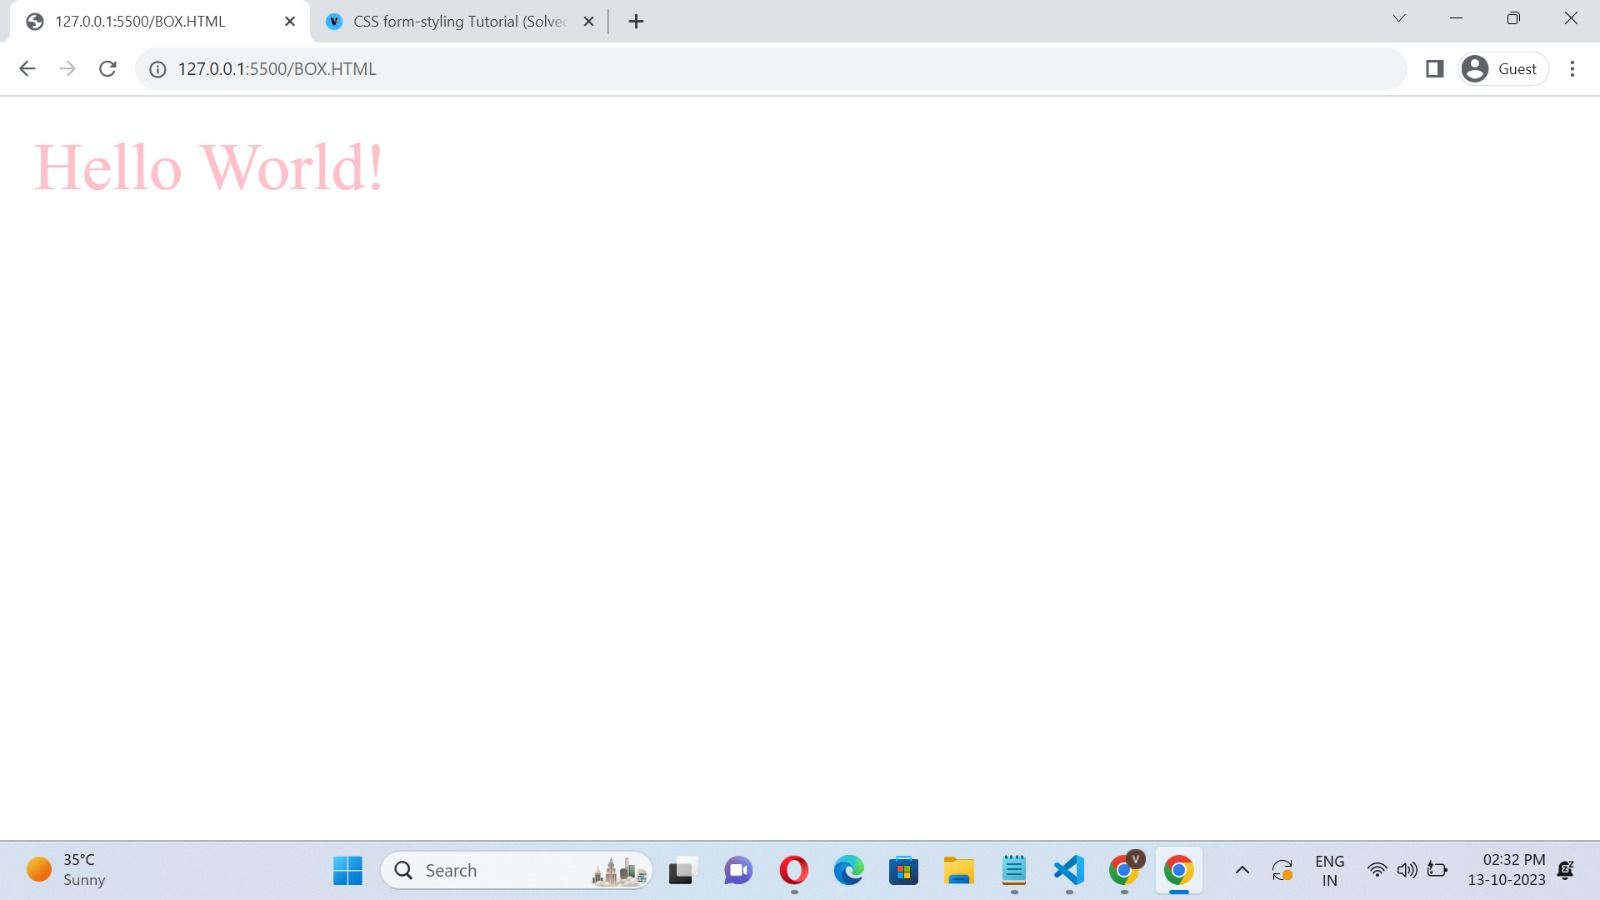 127.0.0.1:5500/BOX.HTML
CSS form-styling Tutorial (Solve
127.0.0.1:5500/BOX.HTML
Guest
Hello World!
35°C
Sunny
Search
V
ENG
IN
02:32 PM
13-10-2023